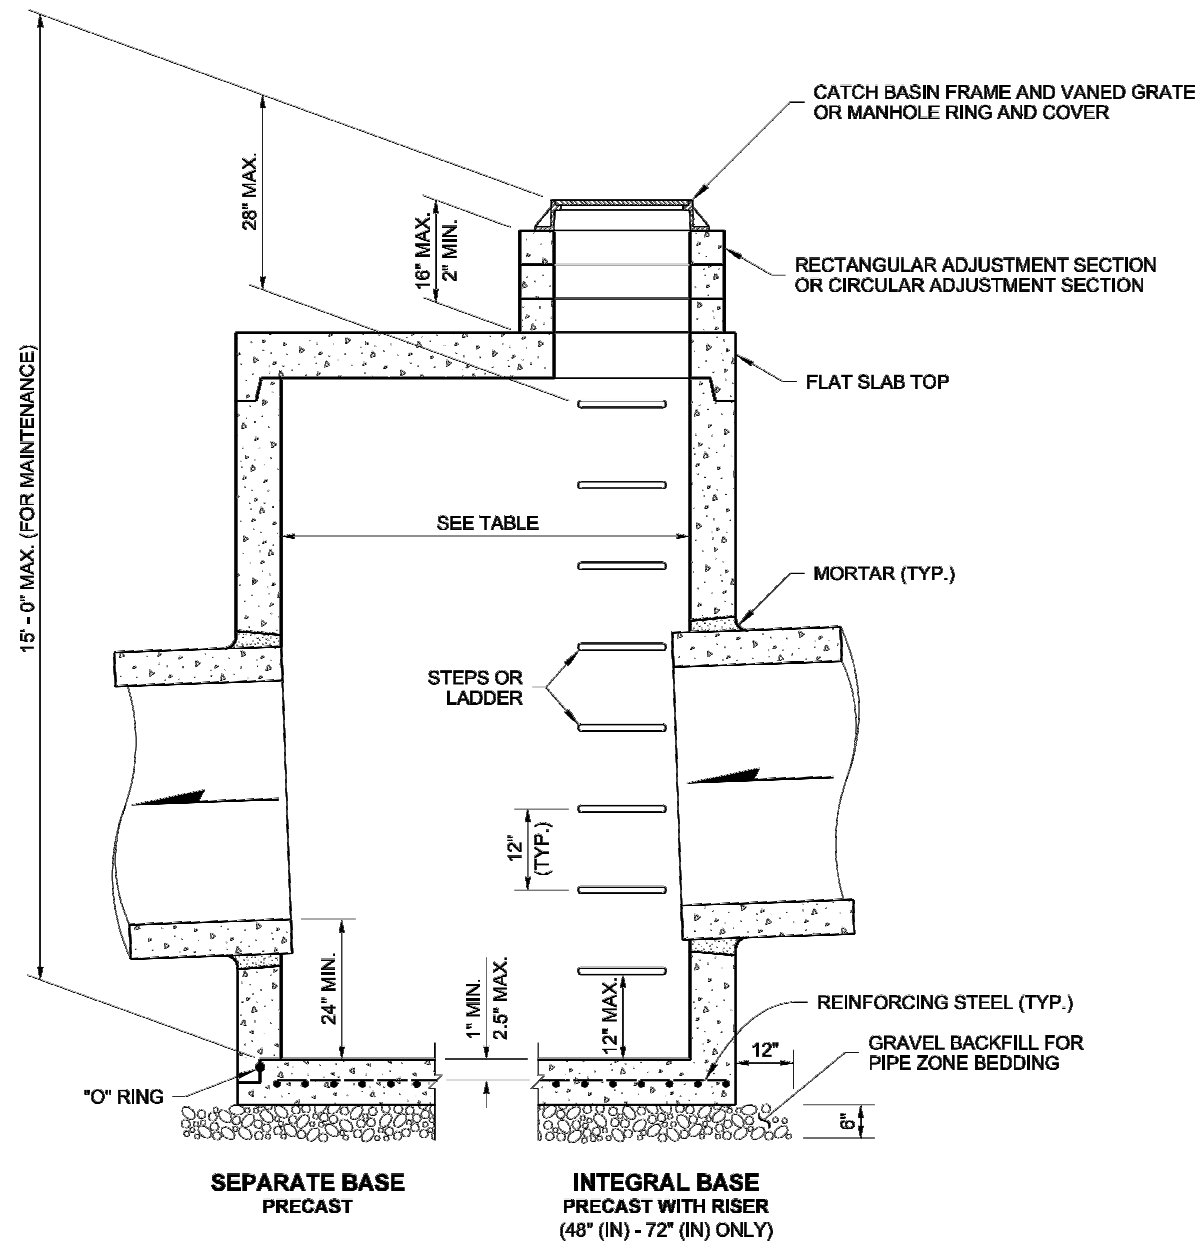 CATCH BASIN FRAME AND VANED GRATE
OR MANHOLE RING AND COVER
28" MAX.
16" MAX.
2" MIN.
RECTANGULAR ADJUSTMENT SECTION
OR CIRCULAR ADJUSTMENT SECTION
FLAT SLAB TOP
15' - 0" MAX. (FOR MAINTENANCE)
SEE TABLE
MORTAR (TYP.)
STEPS OR
LADDER
12"
(TYP.)
24" MIN.
1" MIN.
2.5" MAX.
12" MAX.
REINFORCING STEEL (TYP.)
12"
GRAVEL BACKFILL FOR
PIPE ZONE BEDDING
"O" RING
6"
SEPARATE BASE
PRECAST
INTEGRAL BASE
PRECAST WITH RISER
(48" (IN) - 72" (IN) ONLY)